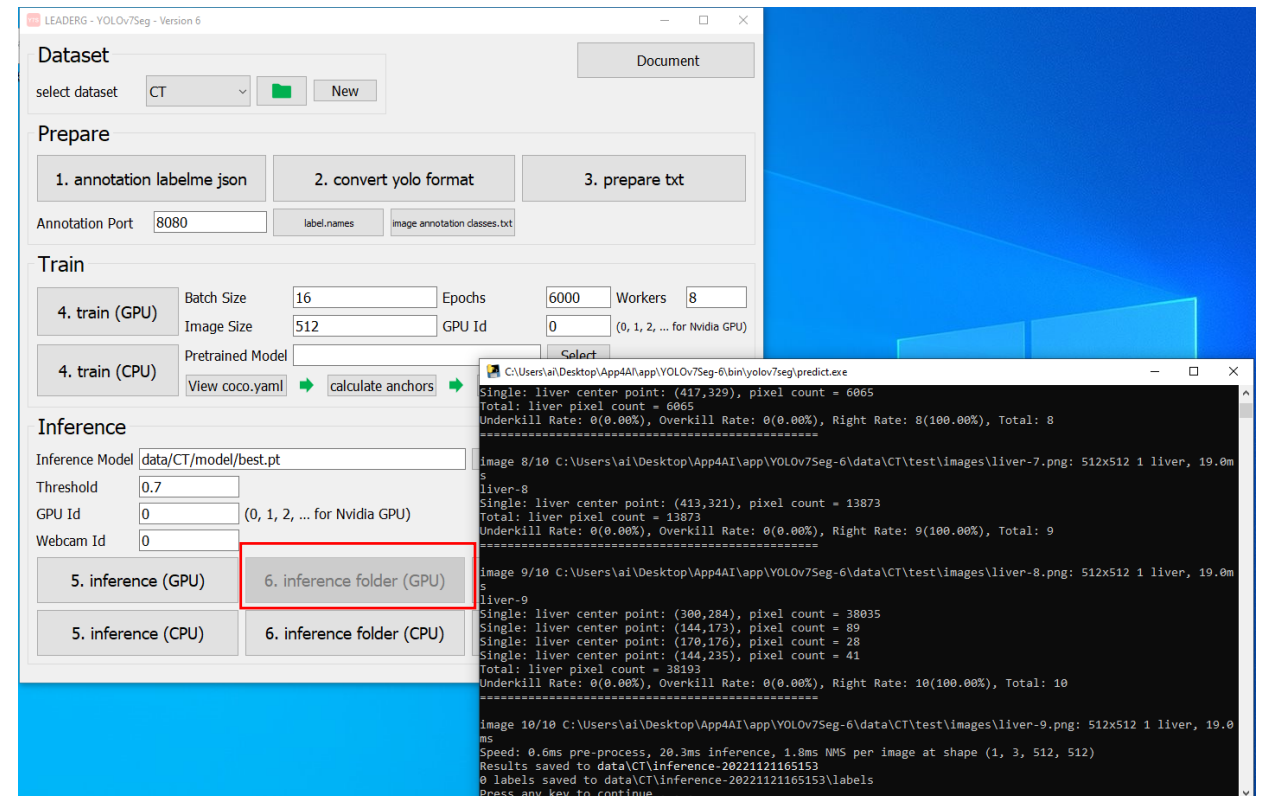 LEADERG - YOLOv7Seg - Version 6
Dataset
Document
select dataset CT New
Prepare
1. annotation labelme json 2. convert yolo format 3. prepare txt
Annotation Port 8080 label.names image annotation classes.txt
Train
4. train (GPU) Batch Size 16 Epochs 6000 Workers 8
Image Size 512 GPU Id 0 (0, 1, 2, ... for Nvidia GPU)
4. train (CPU) Pretrained Model Select
View coco.yaml calculate anchors
Inference
Inference Model data/CT/model/best.pt
Threshold 0.7
GPU Id 0 (0, 1, 2, ... for Nvidia GPU)
Webcam Id 0
5. inference (GPU) 6. inference folder (GPU)
5. inference (CPU) 6. inference folder (CPU)
C:\Users\ai\Desktop\App4AI\app\YOLOv7Seg-6\bin\yolov7seg\predict.exe
Single: liver center point: (417,329), pixel count = 6065
Total: liver pixel count = 6065
Underkill Rate: 0(0.00%), Overkill Rate: 0(0.00%), Right Rate: 8(100.00%), Total: 8
==================================================
image 8/10 C:\Users\ai\Desktop\App4AI\app\YOLOv7Seg-6\data\CT\test\images\liver-7.png: 512x512 1 liver, 19.0m
s
liver-8
Single: liver center point: (413,321), pixel count = 13873
Total: liver pixel count = 13873
Underkill Rate: 0(0.00%), Overkill Rate: 0(0.00%), Right Rate: 9(100.00%), Total: 9
==================================================
image 9/10 C:\Users\ai\Desktop\App4AI\app\YOLOv7Seg-6\data\CT\test\images\liver-8.png: 512x512 1 liver, 19.0m
s
liver-9
Single: liver center point: (300,284), pixel count = 38035
Single: liver center point: (144,173), pixel count = 89
Single: liver center point: (170,176), pixel count = 28
Single: liver center point: (144,235), pixel count = 41
Total: liver pixel count = 38193
Underkill Rate: 0(0.00%), Overkill Rate: 0(0.00%), Right Rate: 10(100.00%), Total: 10
==================================================
image 10/10 C:\Users\ai\Desktop\App4AI\app\YOLOv7Seg-6\data\CT\test\images\liver-9.png: 512x512 1 liver, 19.0
ms
Speed: 0.6ms pre-process, 20.3ms inference, 1.8ms NMS per image at shape (1, 3, 512, 512)
Results saved to data\CT\inference-20221121165153
0 labels saved to data\CT\inference-20221121165153\labels
Press any key to continue